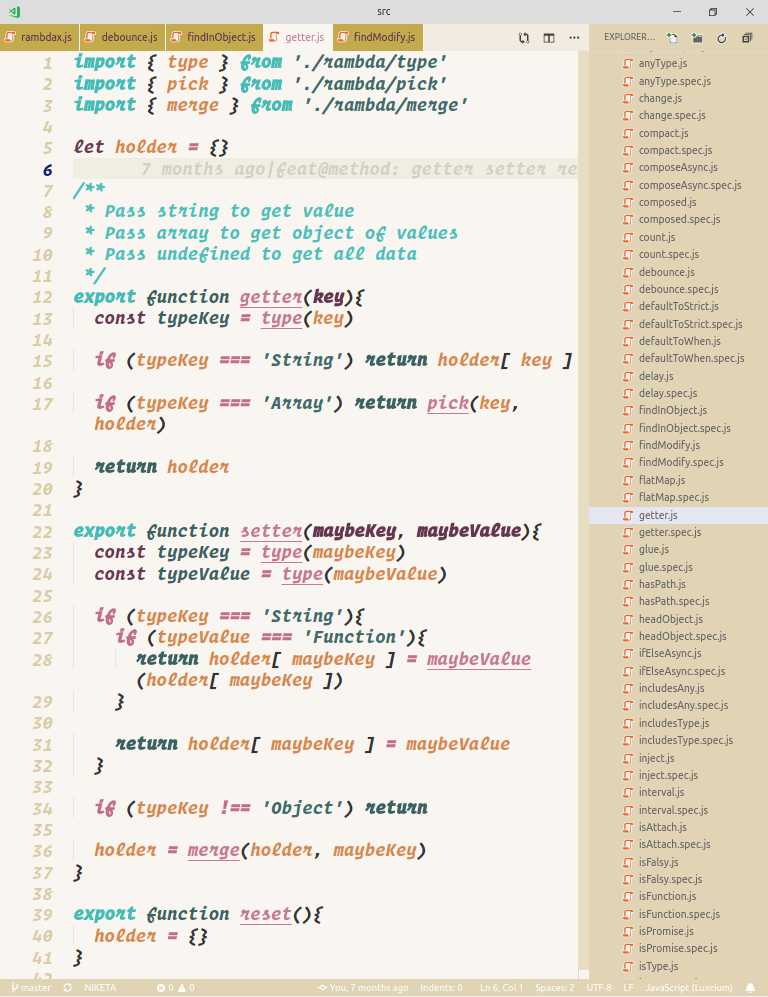 src
rambdax.js debounce.js findInObject.js getter.js findModify.js
EXPLORER...
1 import { type } from './rambda/type'
2 import { pick } from './rambda/pick'
3 import { merge } from './rambda/merge'
4
5 let holder = {}
6 7 months ago|feat@method: getter setter re
7 /**
8 * Pass string to get value
9 * Pass array to get object of values
10 * Pass undefined to get all data
11 */
12 export function getter(key){
13 const typeKey = type(key)
14
15 if (typeKey === 'String') return holder[ key ]
16
17 if (typeKey === 'Array') return pick(key,
holder)
18
19 return holder
20 }
21
22 export function setter(maybeKey, maybeValue){
23 const typeKey = type(maybeKey)
24 const typeValue = type(maybeValue)
25
26 if (typeKey === 'String'){
27 if (typeValue === 'Function'){
28 return holder[ maybeKey ] = maybeValue
(holder[ maybeKey ])
29 }
30
31 return holder[ maybeKey ] = maybeValue
32 }
33
34 if (typeKey !== 'Object') return
35
36 holder = merge(holder, maybeKey)
37 }
38
39 export function reset(){
40 holder = {}
41 }
anyType.js
anyType.spec.js
change.js
change.spec.js
compact.js
compact.spec.js
composeAsync.js
composeAsync.spec.js
composed.js
composed.spec.js
count.js
count.spec.js
debounce.js
debounce.spec.js
defaultToStrict.js
defaultToStrict.spec.js
defaultToWhen.js
defaultToWhen.spec.js
delay.js
delay.spec.js
findInObject.js
findInObject.spec.js
findModify.js
findModify.spec.js
flatMap.js
flatMap.spec.js
getter.js
getter.spec.js
glue.js
glue.spec.js
hasPath.js
hasPath.spec.js
headObject.js
headObject.spec.js
ifElseAsync.js
ifElseAsync.spec.js
includesAny.js
includesAny.spec.js
includesType.js
includesType.spec.js
inject.js
inject.spec.js
interval.js
interval.spec.js
isAttach.js
isAttach.spec.js
isFalsy.js
isFalsy.spec.js
isFunction.js
isFunction.spec.js
isPromise.js
isPromise.spec.js
isType.js
master NIKETA 0 0 You, 7 months ago Indents: 0 Ln 6, Col 1 Spaces: 2 UTF-8 LF JavaScript (Luxcium)